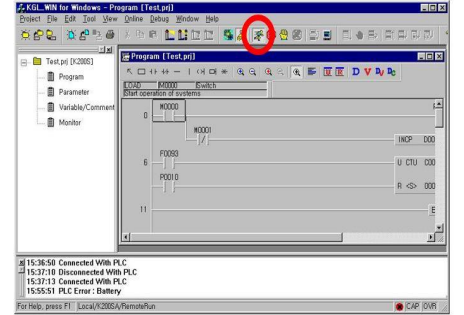 KGL_WIN for Windows - Program [Test,prj]
Project File Edit Tool View Online Debug Window Help
Test,prj [K200S]
Program
Parameter
Variable/Comment
Monitor
Program [Test,prj]
D V
LOAD M0000 Switch
Start operation of systems
M0000
0
M0001
INCP D00
F0093
6
U CTU C00
P0010
R <S> 000
11
E
15:36:50 Connected With PLC
15:37:10 Disconnected With PLC
15:37:13 Connected With PLC
15:55:51 PLC Error : Battery
For Help, press F1 Local/K200SA/RemoteRun CAP OVR